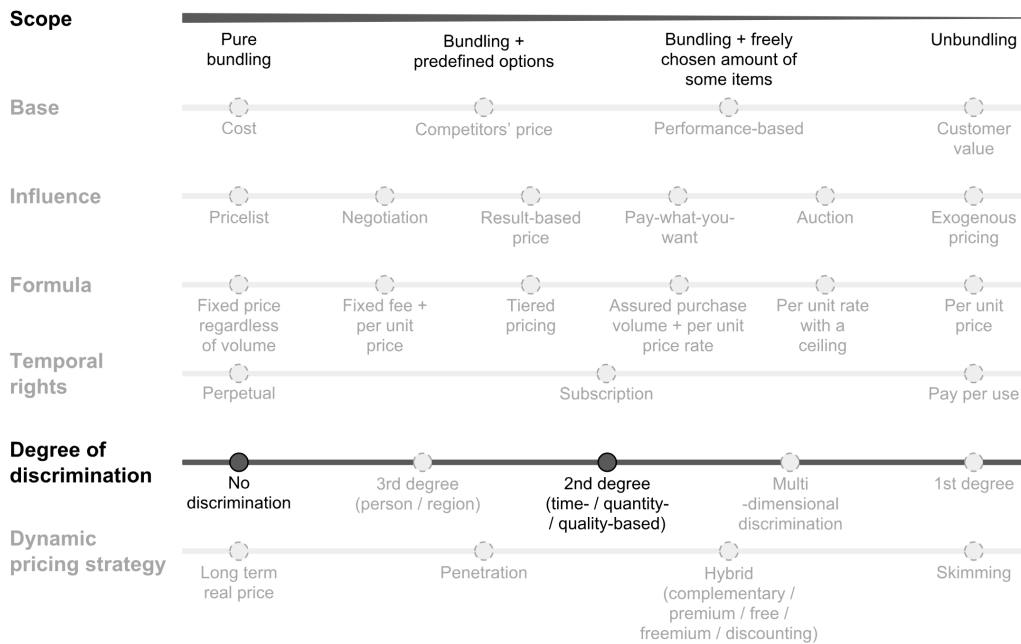 Scope
Pure
bundling
Bundling +
predefined options
Bundling + freely
chosen amount of
some items
Unbundling
Base
Cost
Competitors' price
Performance-based
Customer
value
Influence
Pricelist
Negotiation
Result-based
price
Pay-what-you-
want
Auction
Exogenous
pricing
Formula
Fixed price
regardless
of volume
Fixed fee +
per unit
price
Tiered
pricing
Assured purchase
volume + per unit
price rate
Per unit rate
with a
ceiling
Per unit
price
Temporal
rights
Perpetual
Subscription
Pay per use
Degree of
discrimination
No
discrimination
3rd degree
(person / region)
2nd degree
(time- / quantity-
/ quality-based)
Multi
-dimensional
discrimination
1st degree
Dynamic
pricing strategy
Long term
real price
Penetration
Hybrid
(complementary /
premium / free /
freemium / discounting)
Skimming